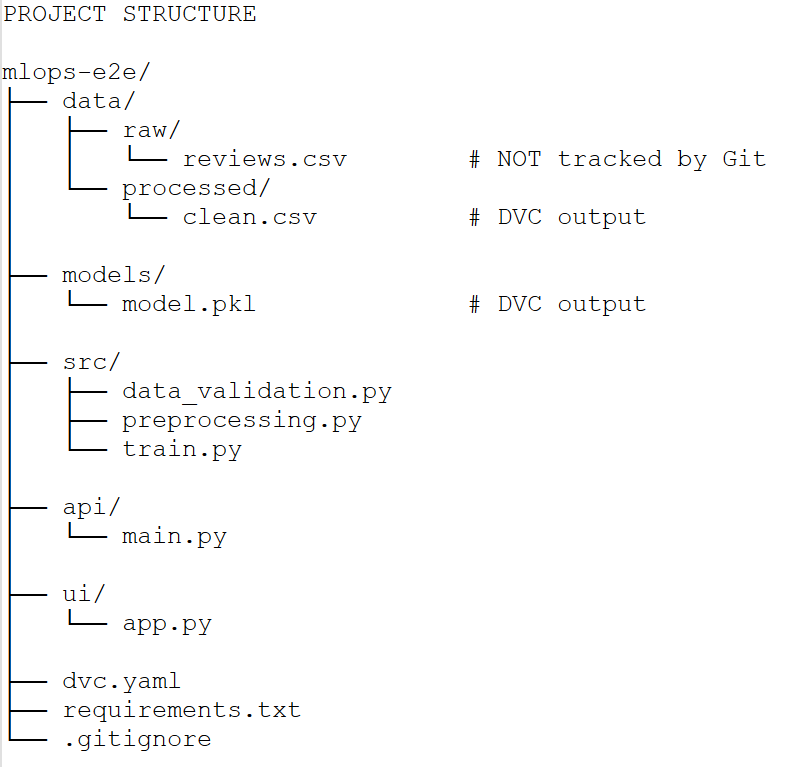 PROJECT STRUCTURE
mlops-e2e/
├── data/
│   ├── raw/
│   │   └── reviews.csv        # NOT tracked by Git
│   └── processed/
│       └── clean.csv          # DVC output
├── models/
│   └── model.pkl              # DVC output
├── src/
│   ├── data_validation.py
│   ├── preprocessing.py
│   └── train.py
├── api/
│   └── main.py
├── ui/
│   └── app.py
├── dvc.yaml
├── requirements.txt
└── .gitignore